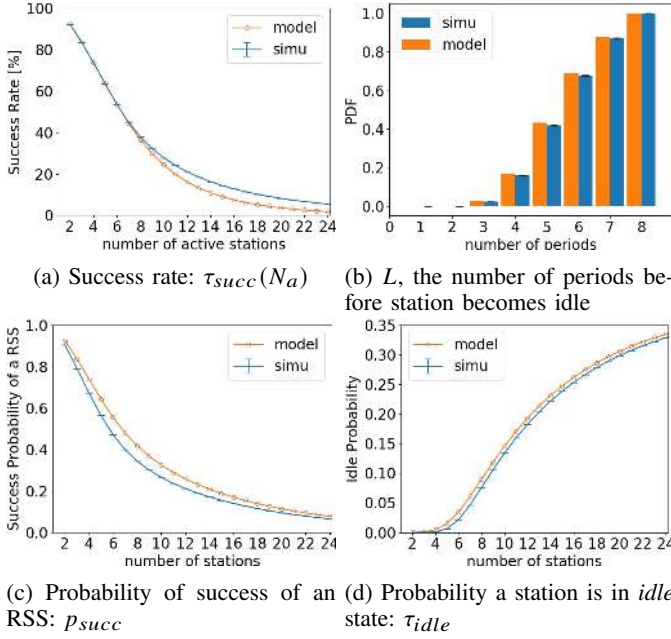 100
80
60
40
20
0
Success Rate [%]
model
simu
2 4 6 8 10 12 14 16 18 20 22 24
number of active stations
(a) Success rate: τsucc(Na)
1.0
0.8
0.6
0.4
0.2
0.0
PDF
simu
model
0 1 2 3 4 5 6 7 8
number of periods
(b) L, the number of periods be-
fore station becomes idle
1.0
0.8
0.6
0.4
0.2
0.0
Success Probability of a RSS
model
simu
2 4 6 8 10 12 14 16 18 20 22 24
number of stations
(c) Probability of success of an
RSS: psucc
0.35
0.30
0.25
0.20
0.15
0.10
0.05
0.00
Idle Probability
model
simu
2 4 6 8 10 12 14 16 18 20 22 24
number of stations
(d) Probability a station is in idle
state: τidle